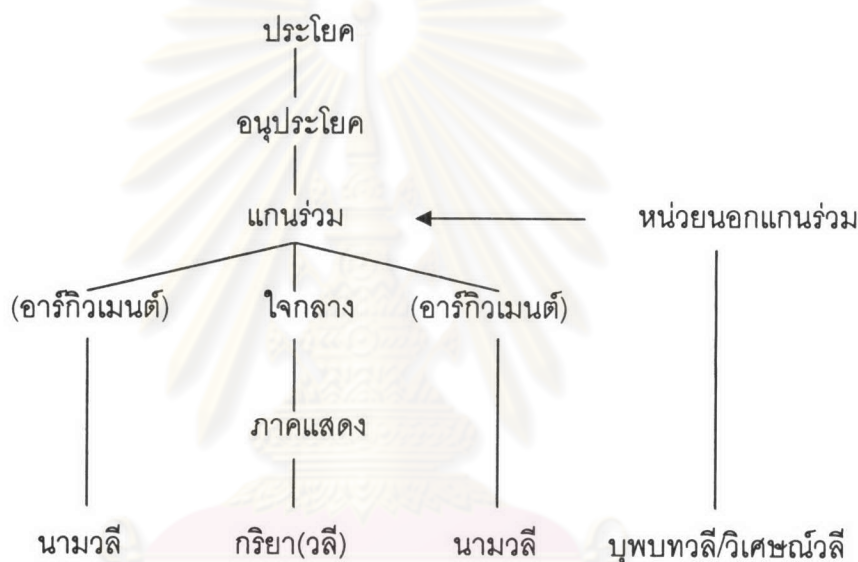 ประโยค
อนุประโยค
แกนร่วม หน่วยนอกแกนร่วม
(อาร์กิวเมนต์) ใจกลาง (อาร์กิวเมนต์)
ภาคแสดง
นามวลี กริยา(วลี) นามวลี บุพบทวลี/วิเศษณ์วลี